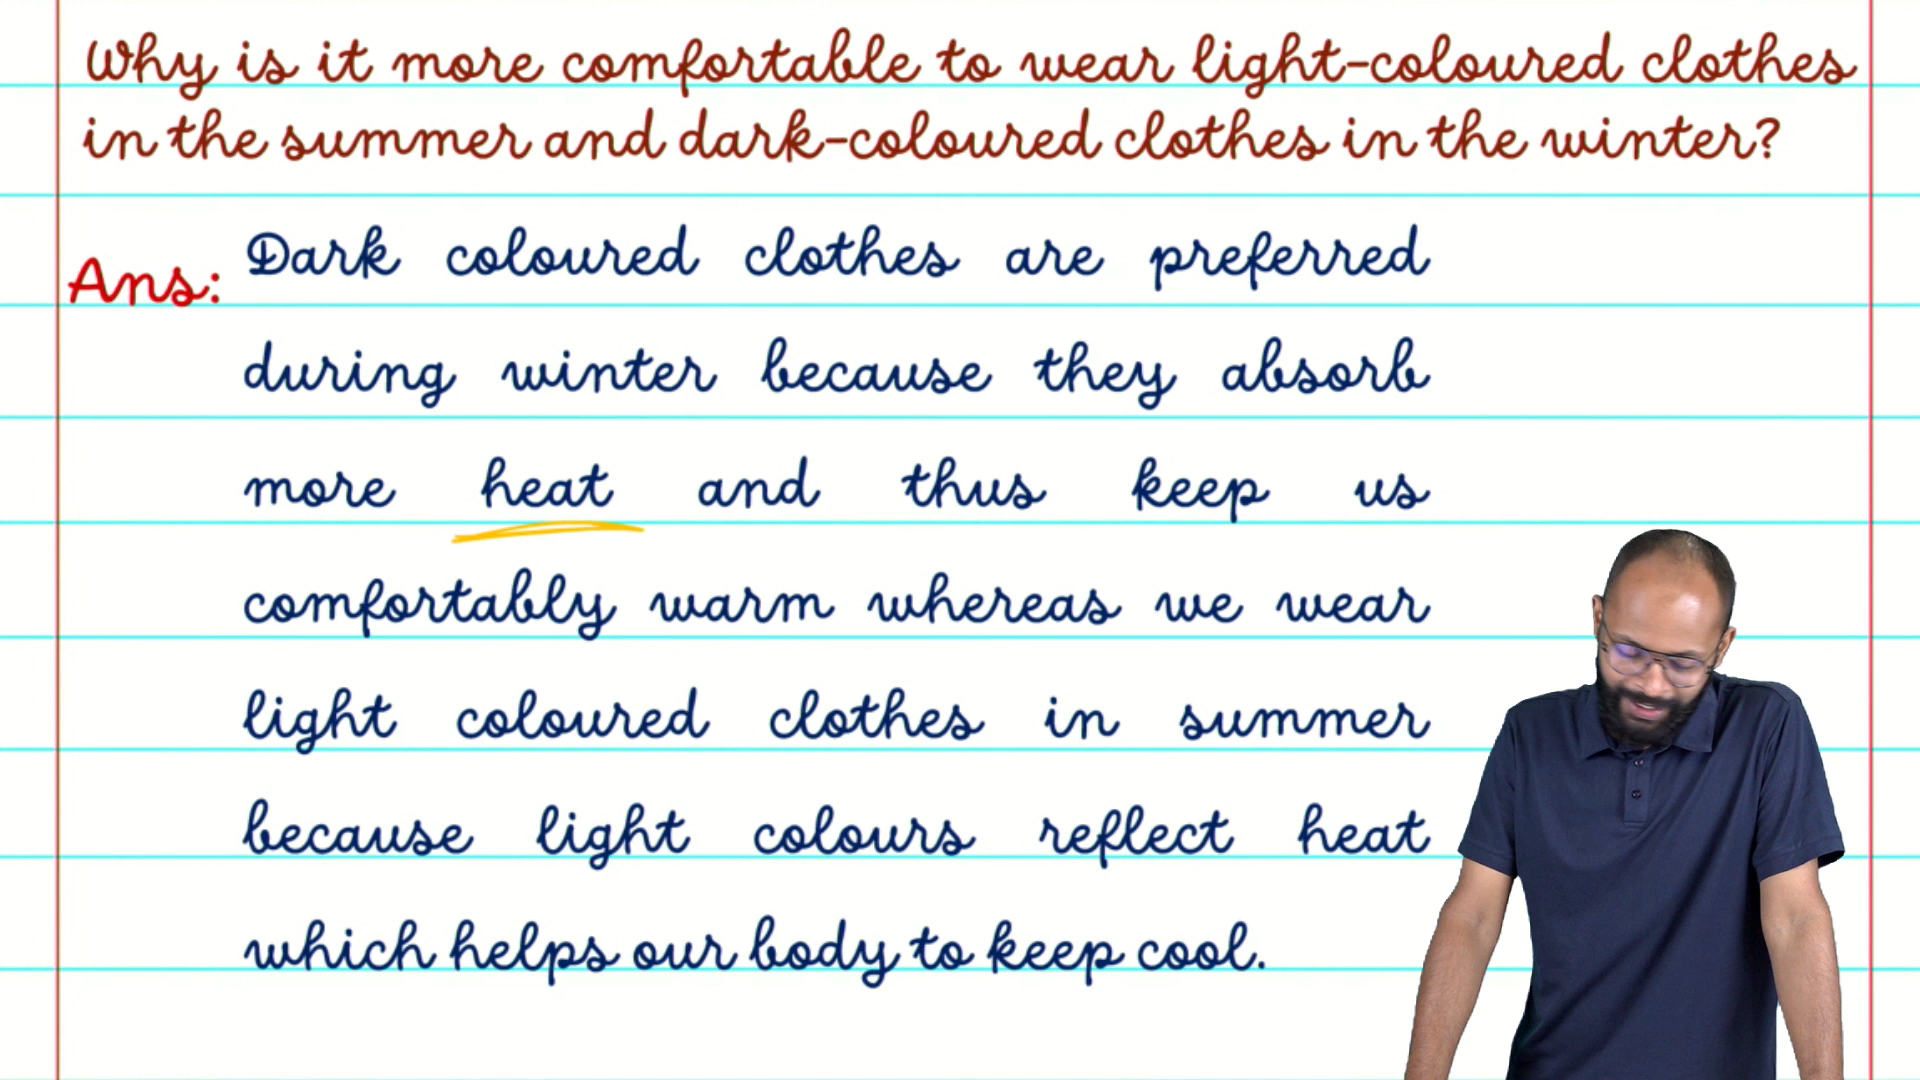 Why is it more comfortable to wear light-coloured clothes
in the summer and dark-coloured clothes in the winter?
Ans: Dark coloured clothes are preferred
during winter because they absorb
more heat and thus keep us
comfortably warm whereas we wear
light coloured clothes in summer
because light colours reflect heat
which helps our body to keep cool.